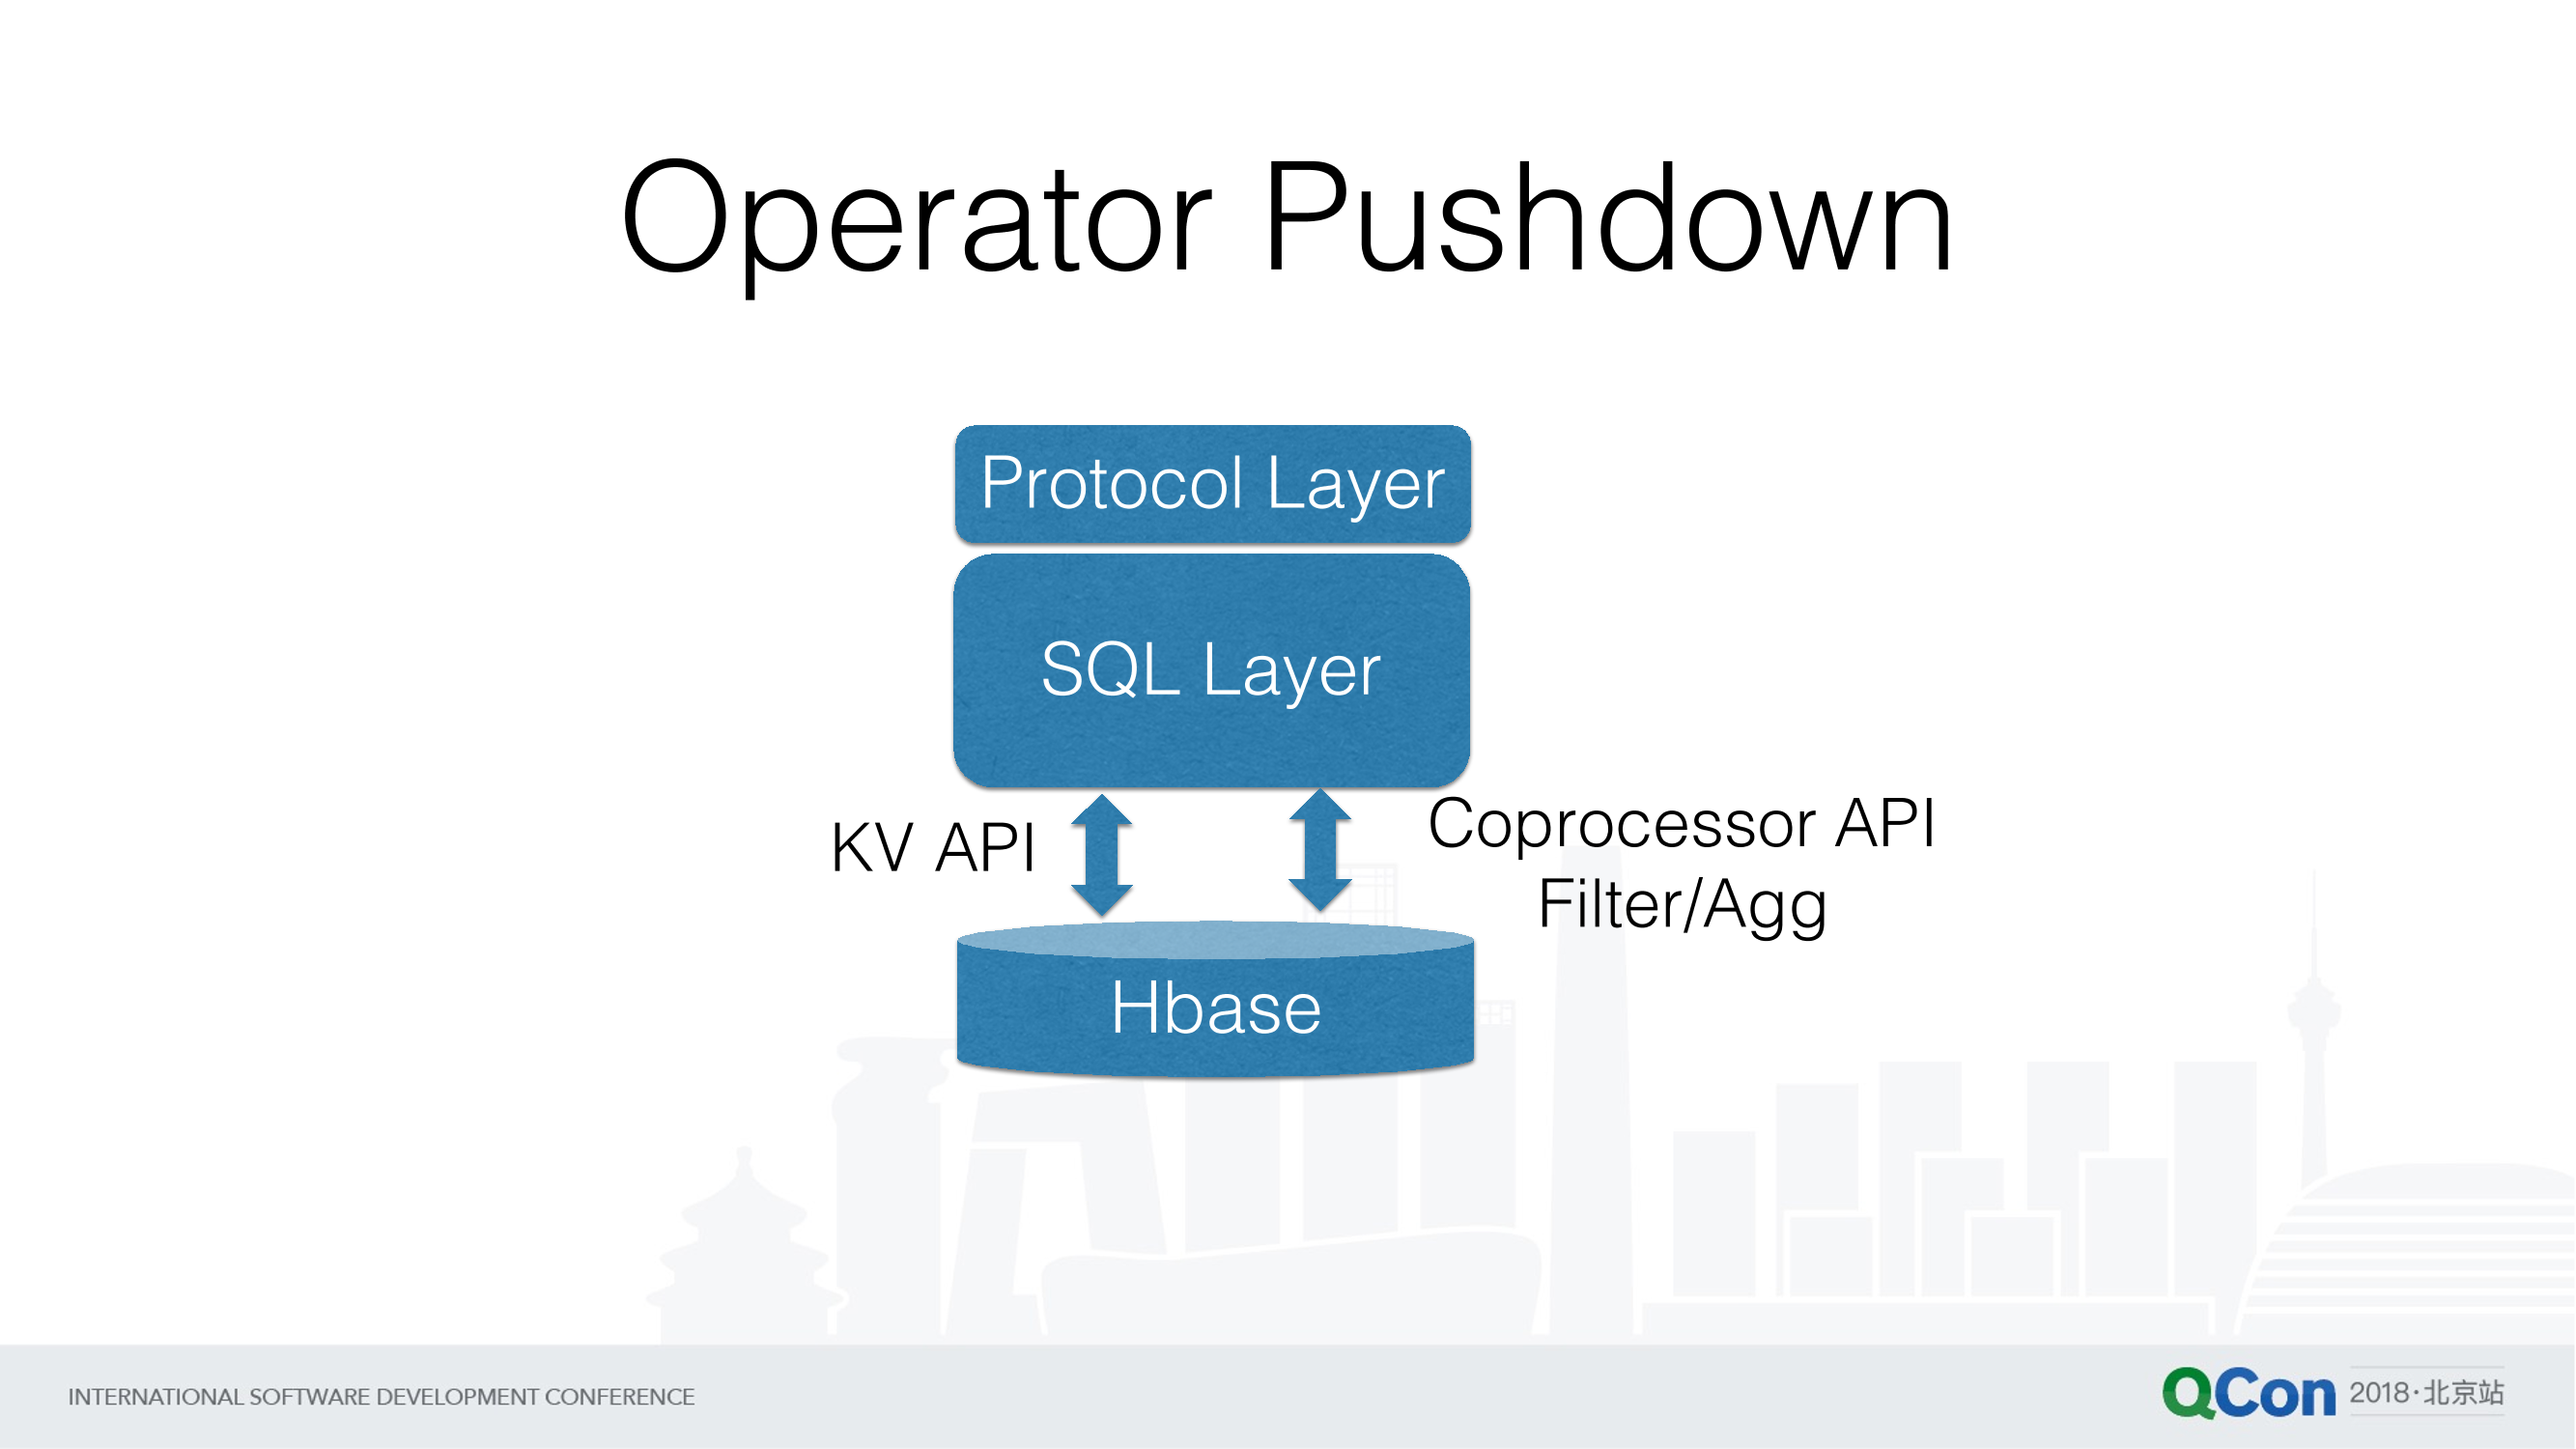 Operator Pushdown
Protocol Layer
SQL Layer
KV API
Coprocessor API
Filter/Agg
Hbase
INTERNATIONAL SOFTWARE DEVELOPMENT CONFERENCE
QCon 2018·北京站